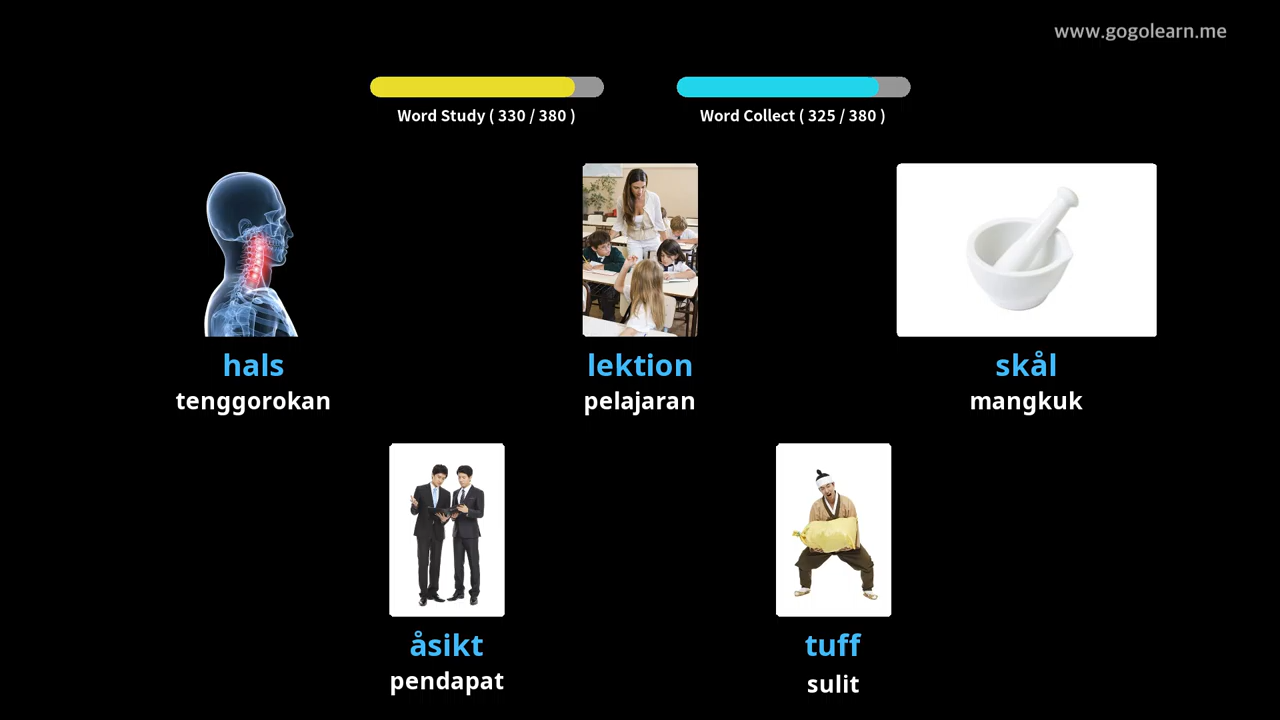 www.gogolearn.me
Word Study ( 330 / 380 )
Word Collect ( 325 / 380 )
hals
tenggorokan
lektion
pelajaran
skål
mangkuk
åsikt
pendapat
tuff
sulit